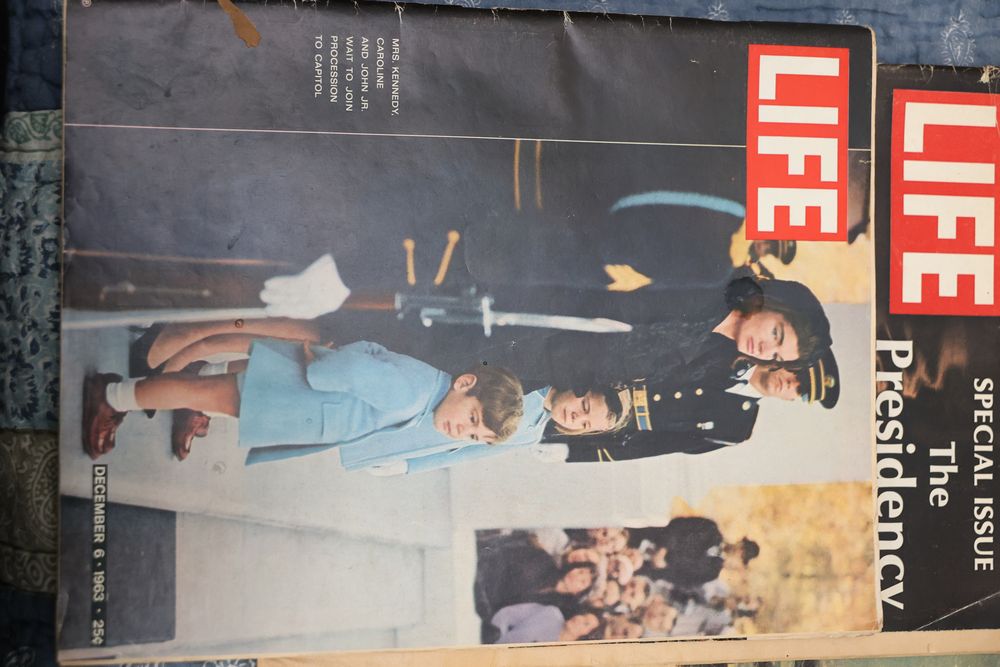 LIFE
MRS. KENNEDY,
CAROLINE
AND JOHN JR.
WAIT TO JOIN
PROCESSION
TO CAPITOL
DECEMBER 6 · 1963 · 25¢
®
LIFE
SPECIAL ISSUE
The
Presidency